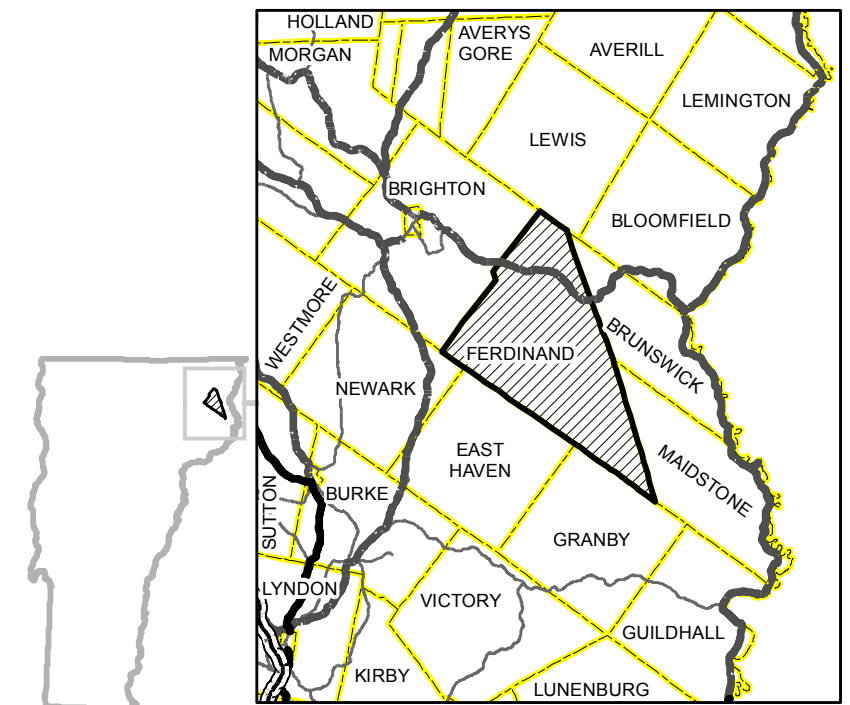 HOLLAND
AVERYS
GORE
AVERILL
MORGAN
LEMINGTON
LEWIS
BRIGHTON
BLOOMFIELD
WESTMORE
BRUNSWICK
FERDINAND
NEWARK
EAST
HAVEN
MAIDSTONE
SUTTON
BURKE
GRANBY
LYNDON
VICTORY
GUILDHALL
KIRBY
LUNENBURG